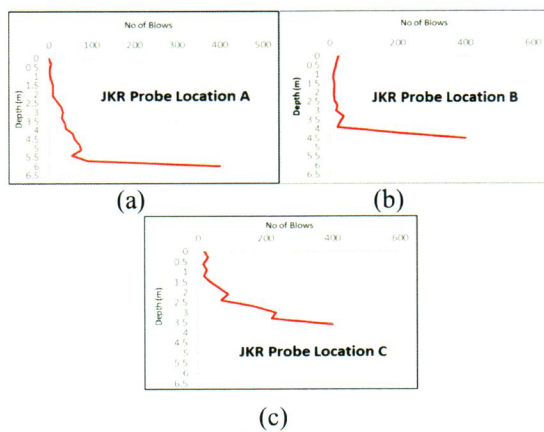 No of Blows
0 100 200 300 400 500
Depth (m)
0
0.5
1
1.5
2
2.5
3
3.5
4
4.5
5
5.5
6
6.5
JKR Probe Location A
(a)
No of Blows
0 200 400 600
Depth (m)
0
0.5
1
1.5
2
2.5
3
3.5
4
4.5
5
5.5
6
6.5
JKR Probe Location B
(b)
No of Blows
0 200 400 600
Depth (m)
0
0.5
1
1.5
2
2.5
3
3.5
4
4.5
5
5.5
6
6.5
JKR Probe Location C
(c)